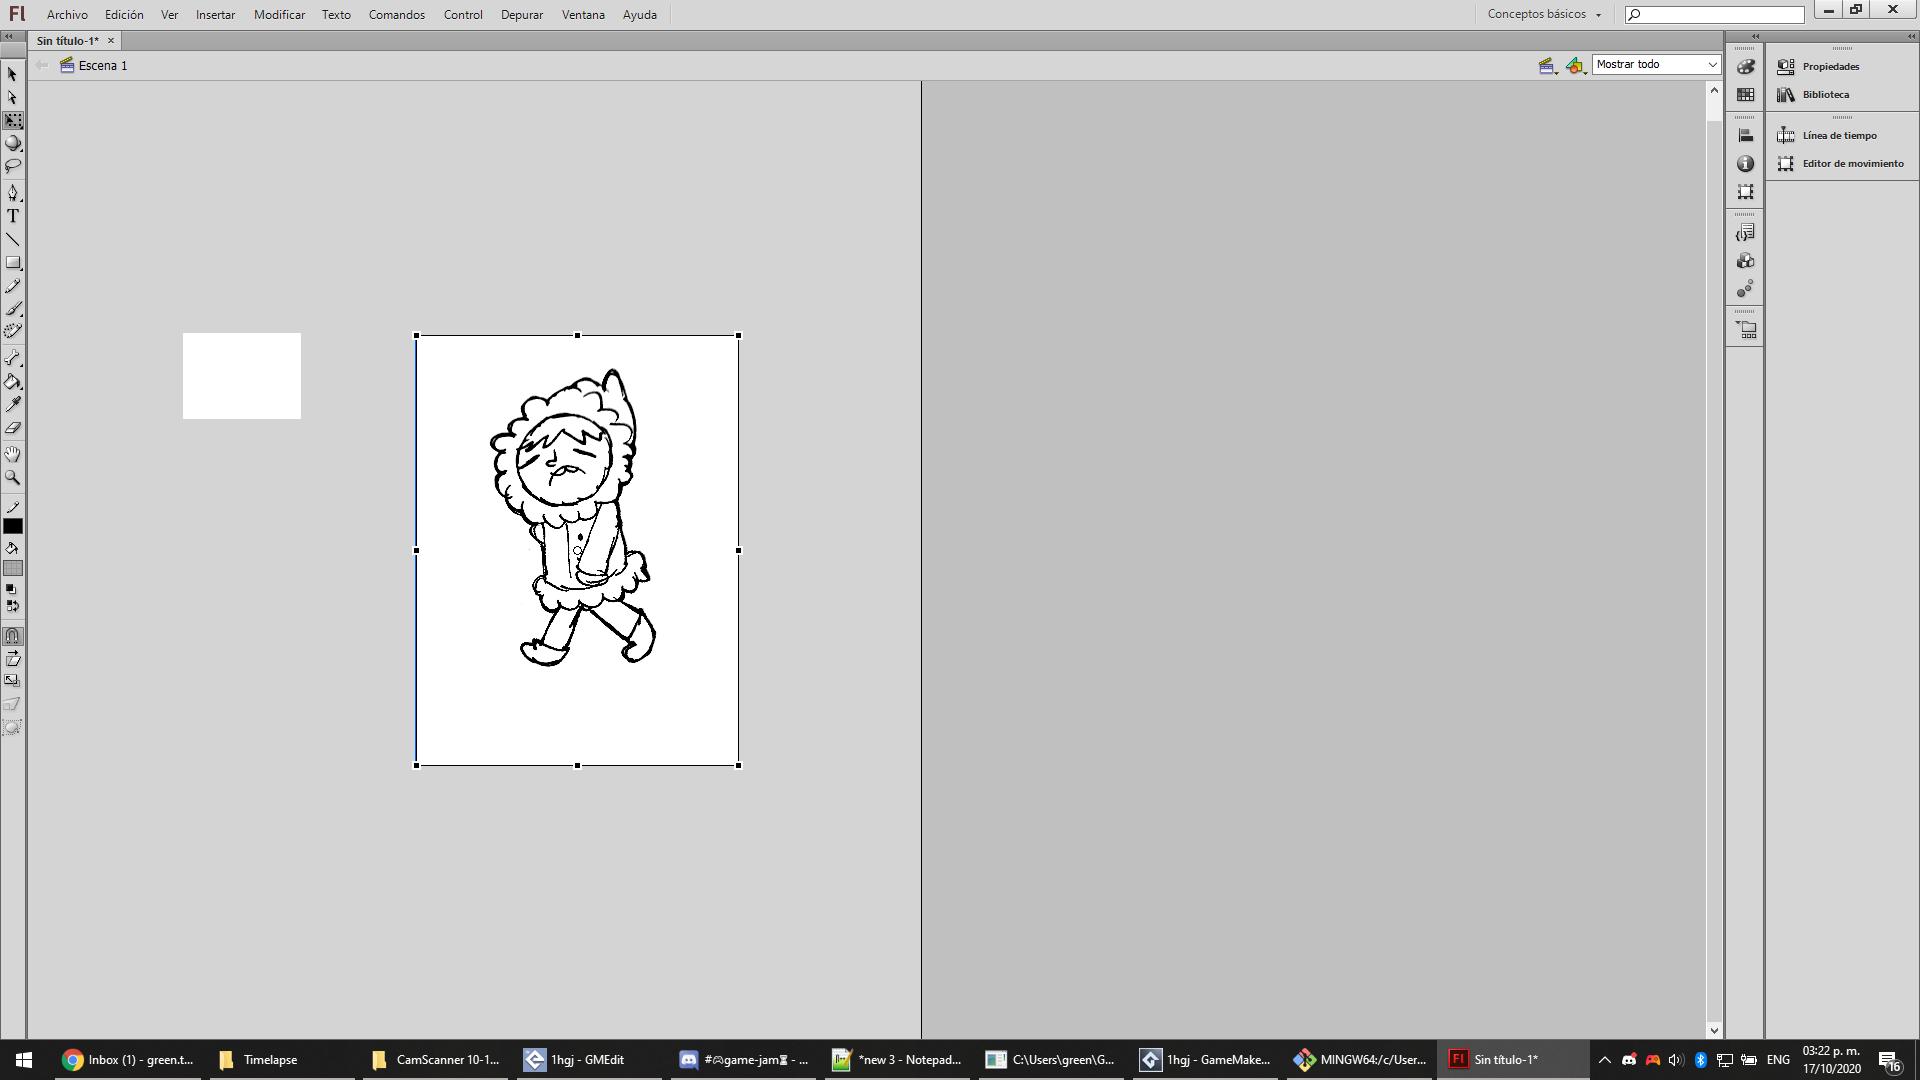 Fl Archivo Edición Ver Insertar Modificar Texto Comandos Control Depurar Ventana Ayuda Conceptos básicos
Sin título-1*
Escena 1 Mostrar todo
Propiedades
Biblioteca
Línea de tiempo
Editor de movimiento
T
Inbox (1) - green.t... Timelapse CamScanner 10-1... 1hgj - GMEdit #🎮game-jam⌛ - ... *new 3 - Notepad... C:\Users\green\G... 1hgj - GameMake... MINGW64:/c/User... Fl Sin título-1* ENG 03:22 p. m.
17/10/2020 16